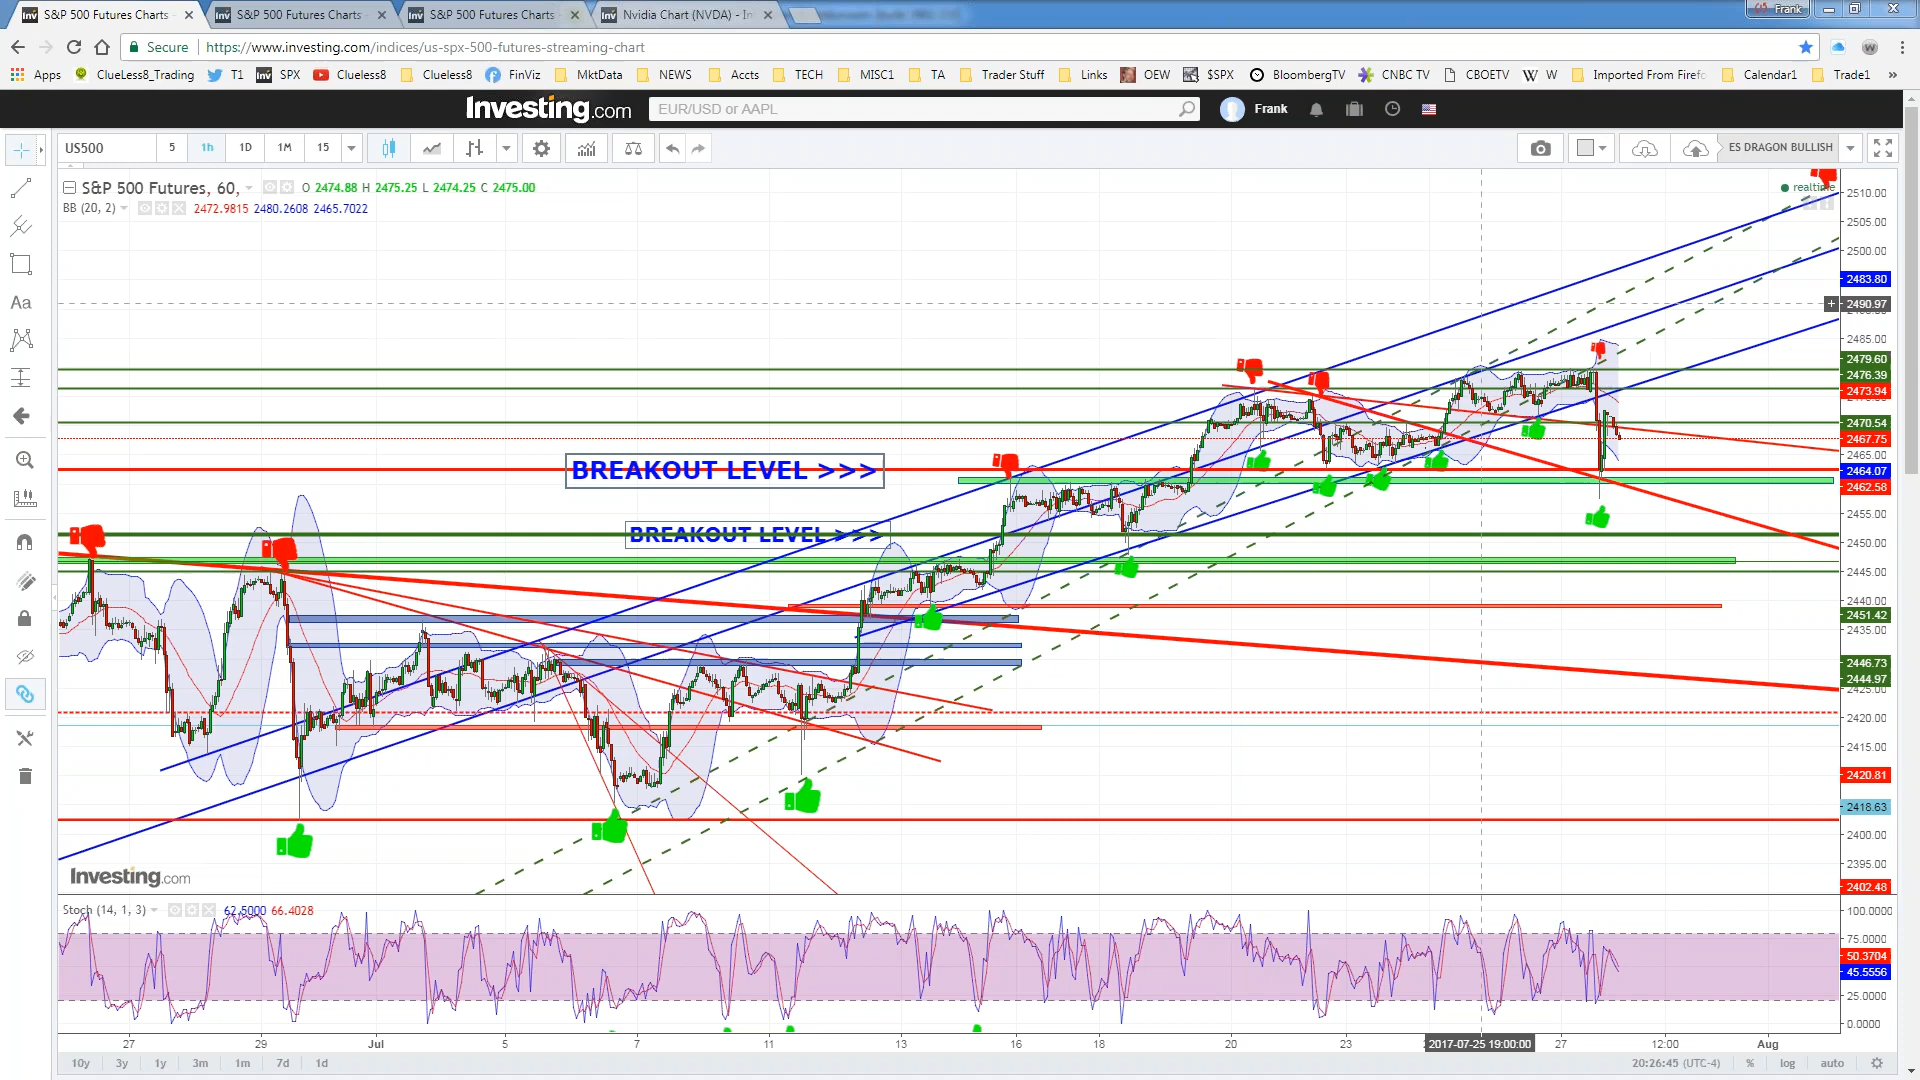 S&P 500 Futures Charts - S&P 500 Futures Charts - S&P 500 Futures Charts - Nvidia Chart (NVDA) - In Frank
Secure https://www.investing.com/indices/us-spx-500-futures-streaming-chart
Apps ClueLess8_Trading T1 SPX Clueless8 Clueless8 FinViz MktData NEWS Accts TECH MISC1 TA Trader Stuff Links OEW $SPX BloombergTV CNBC TV CBOETV W Imported From Firefo Calendar1 Trade1 »
Investing.com EUR/USD or AAPL Frank
US500 5 1h 1D 1M 15 ES DRAGON BULLISH
S&P 500 Futures, 60, O 2474.88 H 2475.25 L 2474.25 C 2475.00
realtime
BB (20, 2) 2472.9815 2480.2608 2465.7022
2510.00
2505.00
2500.00
2483.80
2490.97
2485.00
2479.60
2476.39
2473.94
2470.54
2467.75
2465.00
BREAKOUT LEVEL >>>
2464.07
2462.58
2455.00
BREAKOUT LEVEL >>>
2450.00
2445.00
2440.00
2451.42
2435.00
2446.73
2444.97
2425.00
2420.00
2415.00
2420.81
2418.63
2400.00
2395.00
Investing.com
2402.48
Stoch (14, 1, 3) 62.5000 66.4028
100.0000
75.0000
50.3704
45.5556
25.0000
0.0000
27 29 Jul 5 7 11 13 16 18 20 23 2017-07-25 19:00:00 27 12:00 Aug
10y 3y 1y 3m 1m 7d 1d 20:26:45 (UTC-4) % log auto